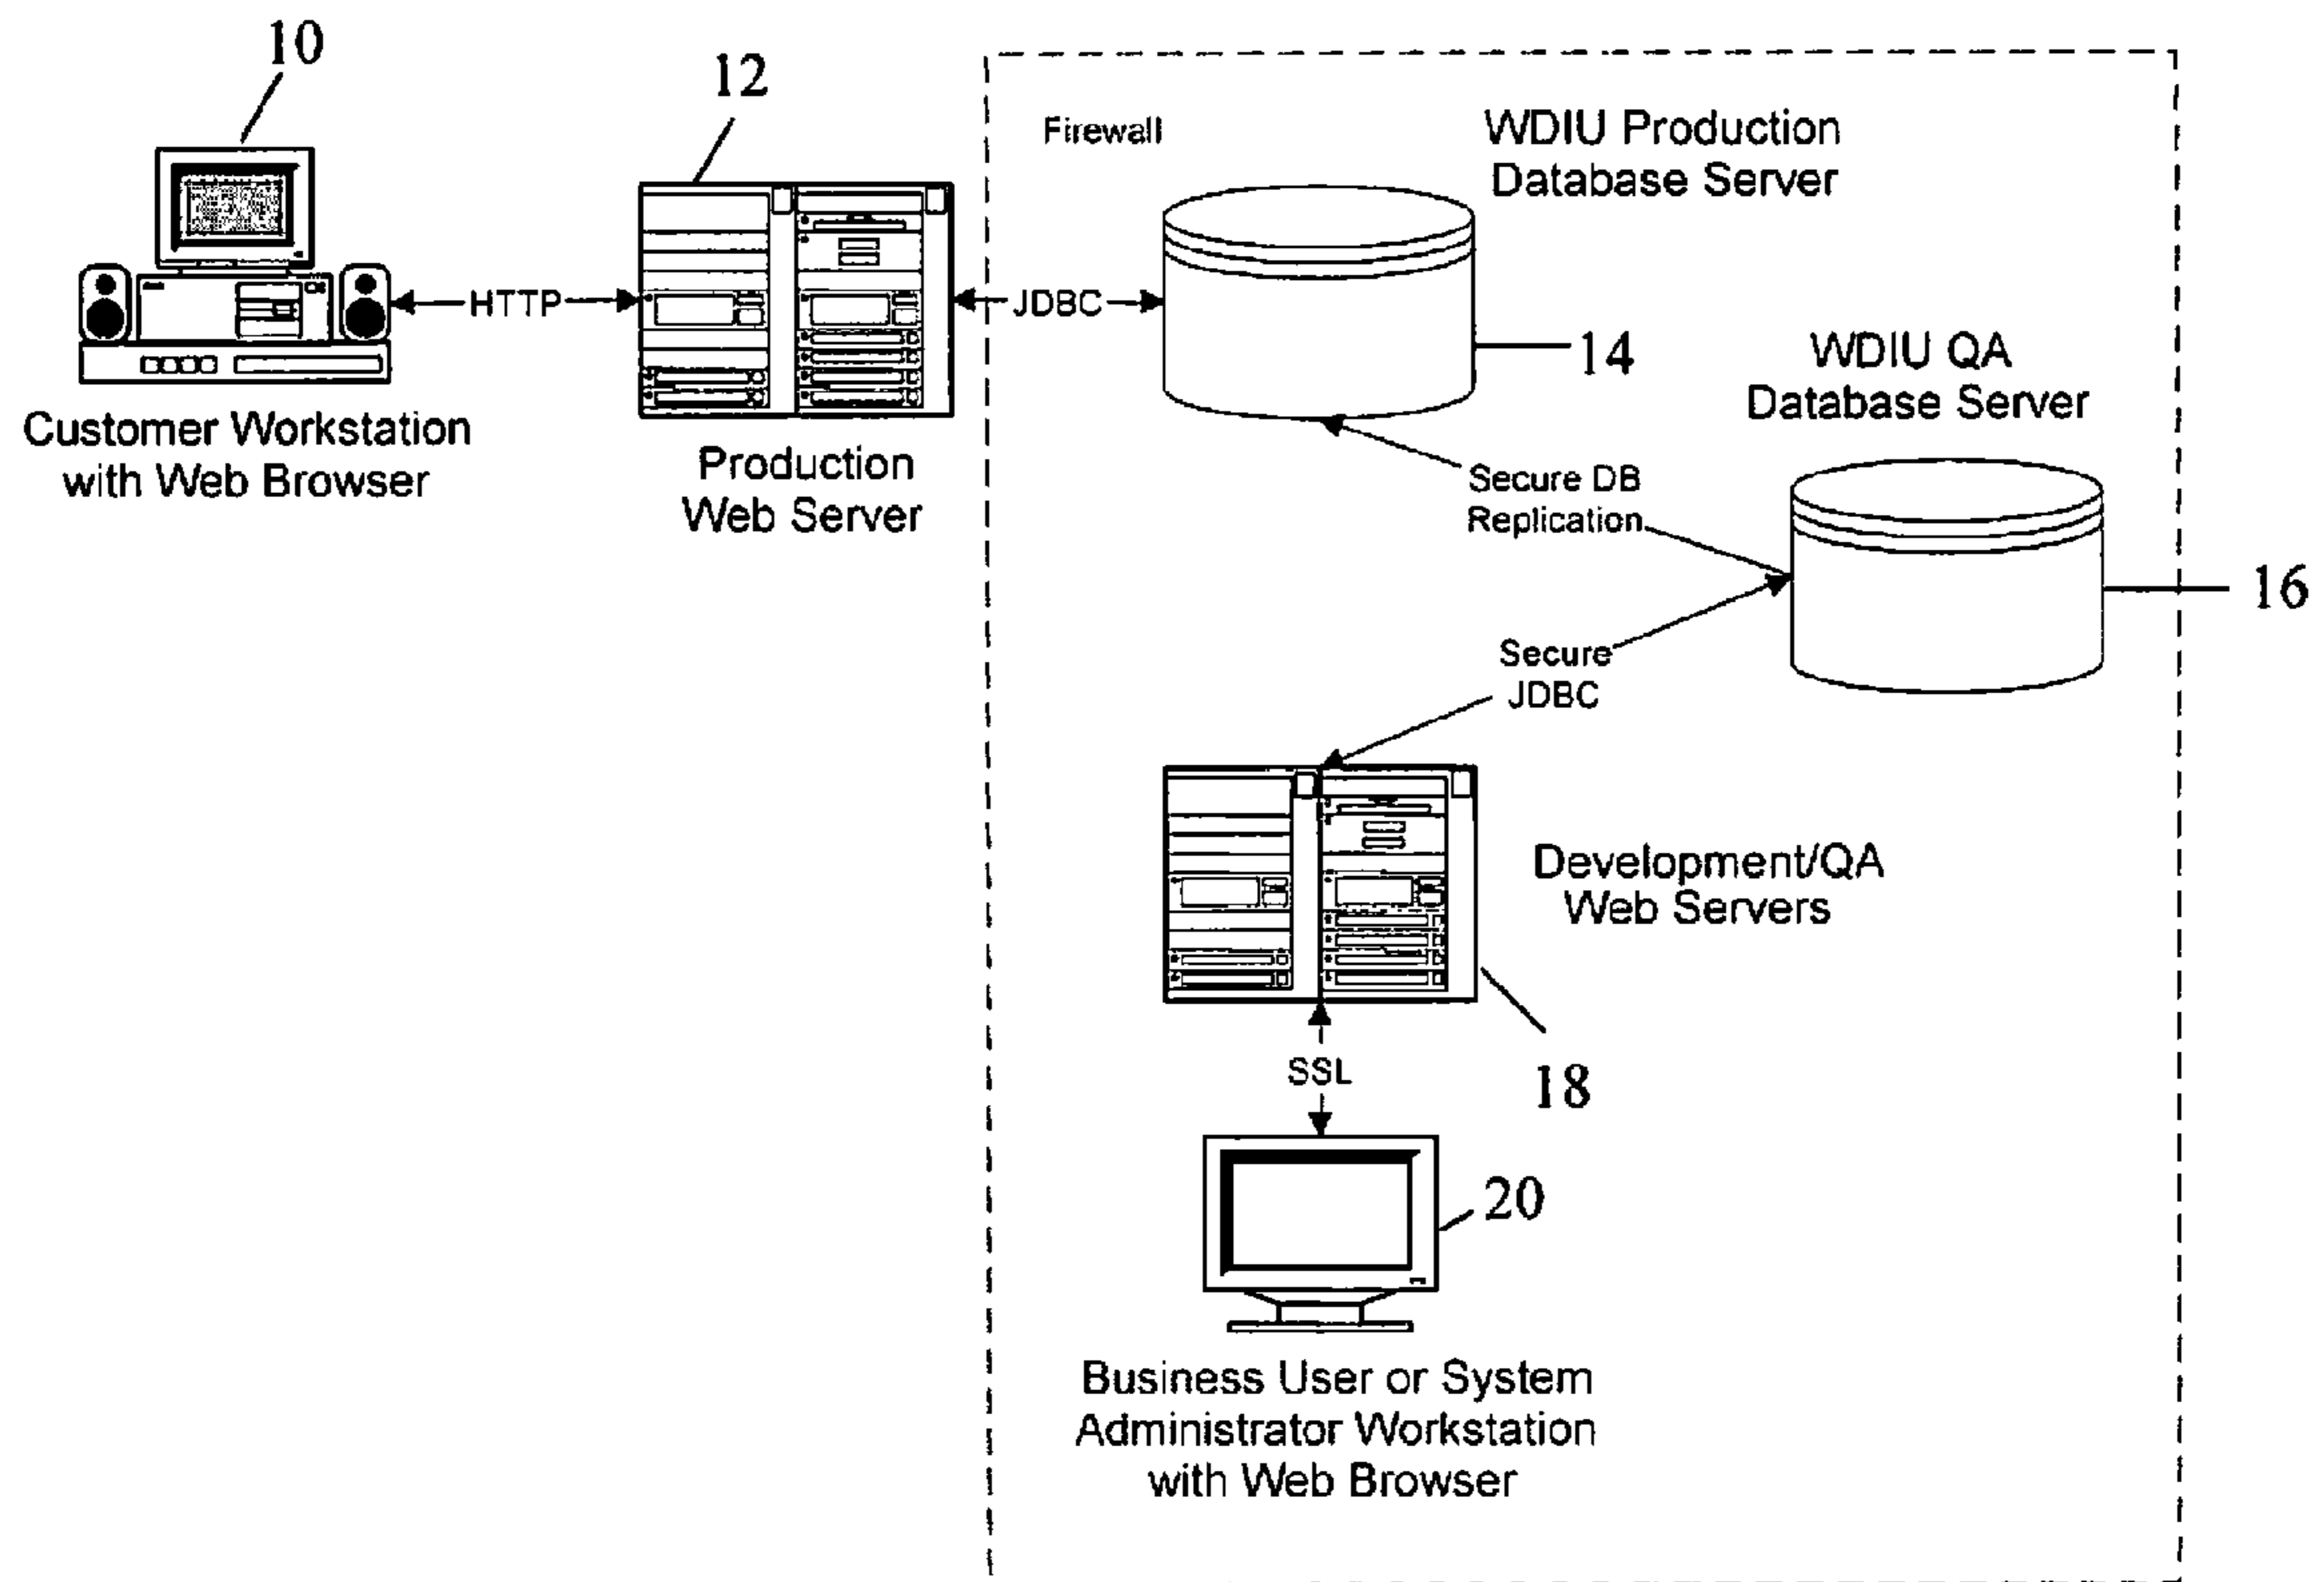 10
12
Firewall
WDIU Production
Database Server
HTTP
JDBC
14
Customer Workstation
with Web Browser
Production
Web Server
WDIU QA
Database Server
Secure DB
Replication
16
Secure
JDBC
Development/QA
Web Servers
18
SSL
20
Business User or System
Administrator Workstation
with Web Browser